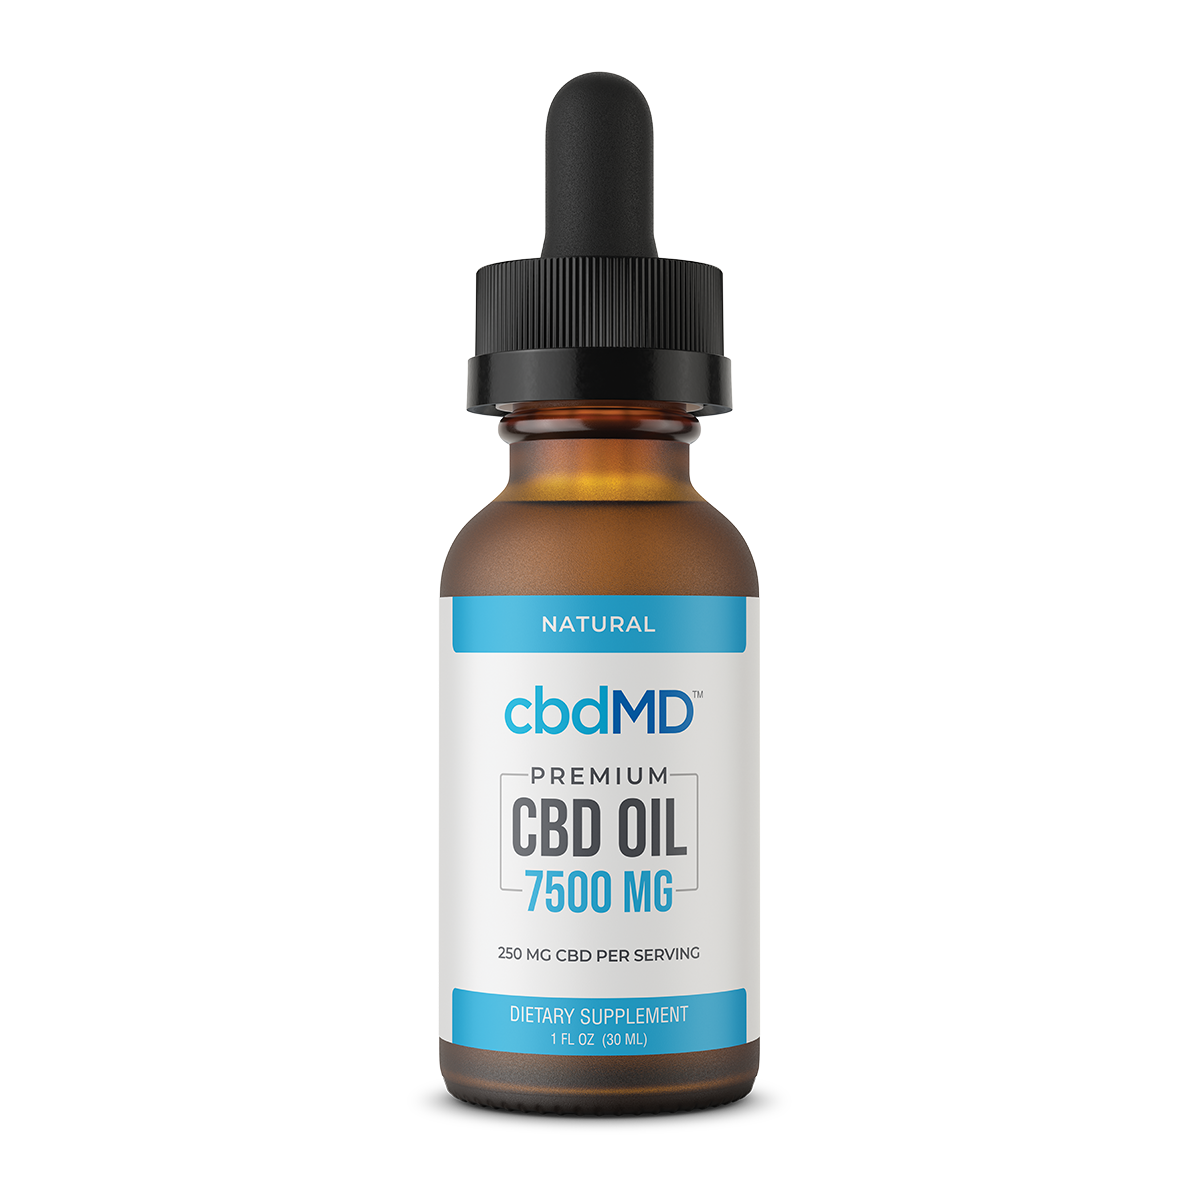 NATURAL
cbdMD™
PREMIUM
CBD OIL
7500 MG
250 MG CBD PER SERVING
DIETARY SUPPLEMENT
1 FL OZ (30 ML)